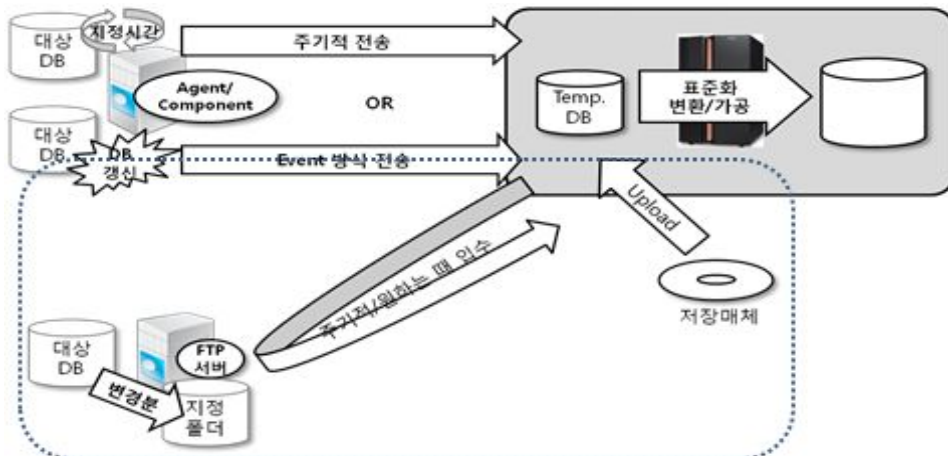 대상
DB
지정시간
Agent/
Component
주기적 전송
OR
Temp.
DB
표준화
변환/가공
대상
DB
DB
갱신
Event 방식 전송
Upload
주기적/원하는 때 입수
저장매체
대상
DB
FTP
서버
변경분
지정
폴더